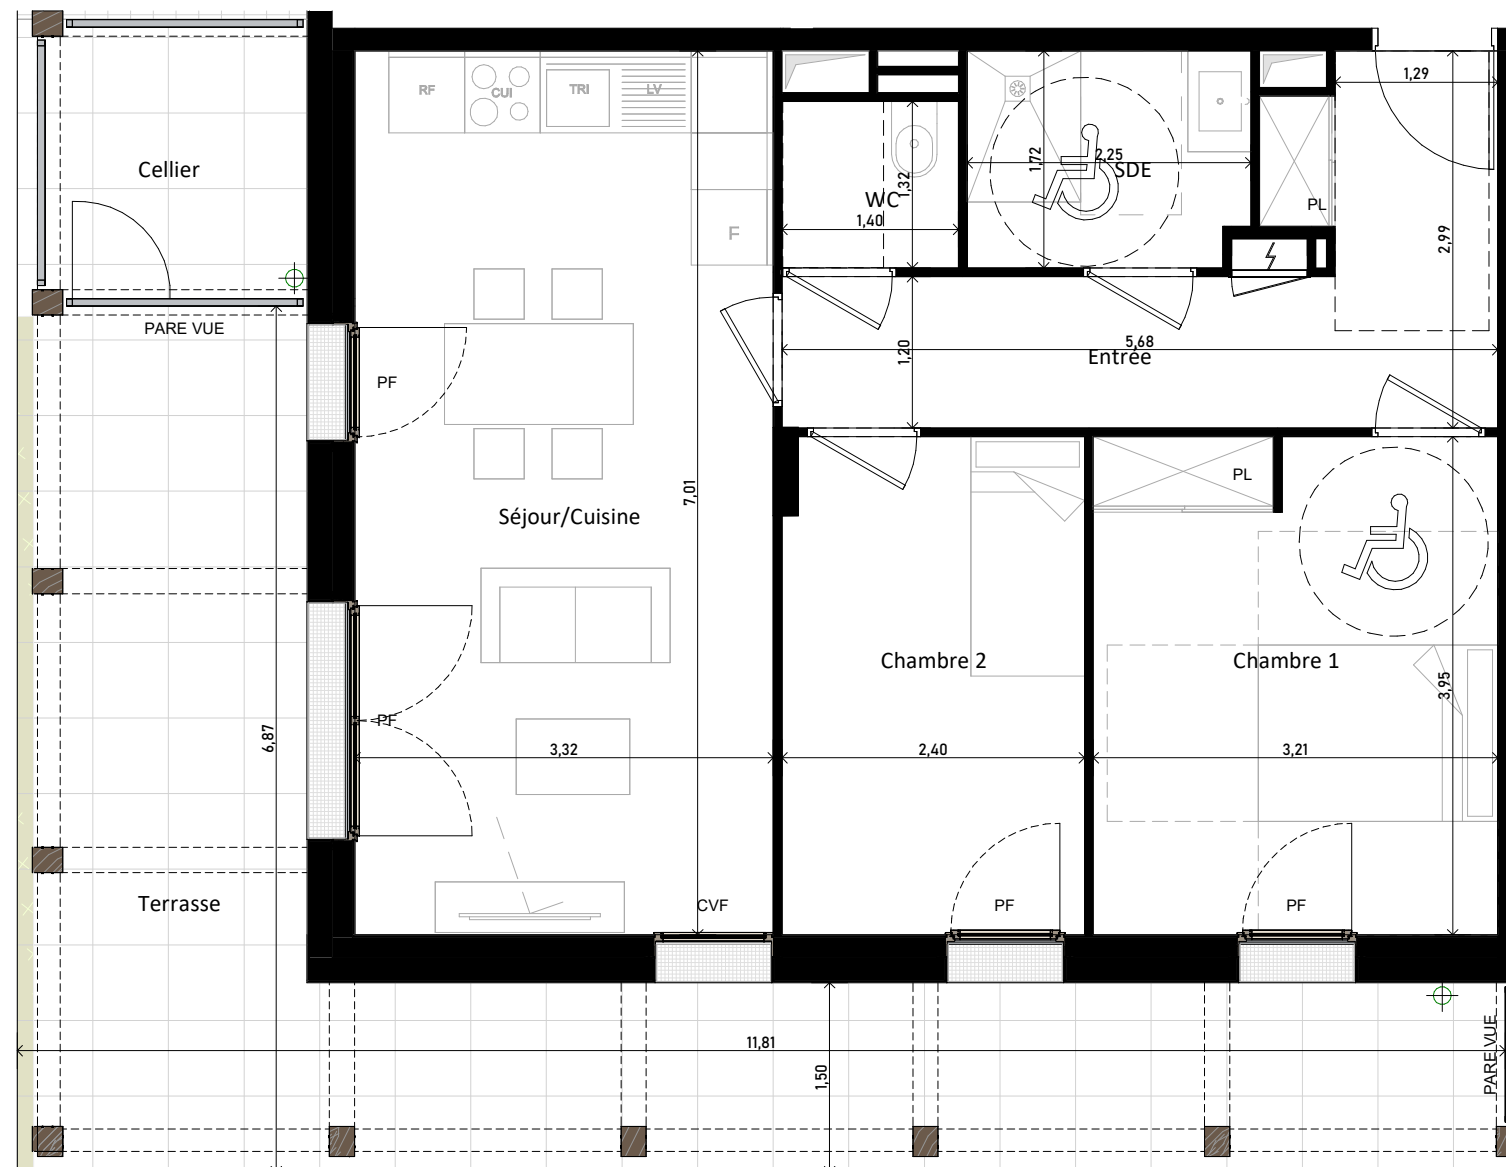 RF
CUI
TRI
LV
1,29
Cellier
1,72
2,25
SDE
1,32
WC
PL
1,40
F
2,99
PARE VUE
5,68
1,20
Entrée
PF
PL
7,01
Séjour/Cuisine
Chambre 2
Chambre 1
3,95
PF
6,87
3,32
2,40
3,21
Terrasse
CVF
PF
PF
11,81
1,50
PARE VUE